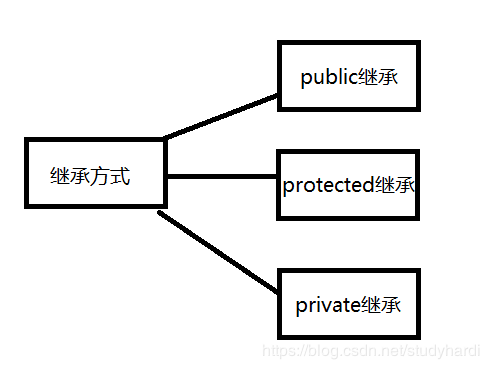 public继承
继承方式
protected继承
private继承
https://blog.csdn.net/studyhardi